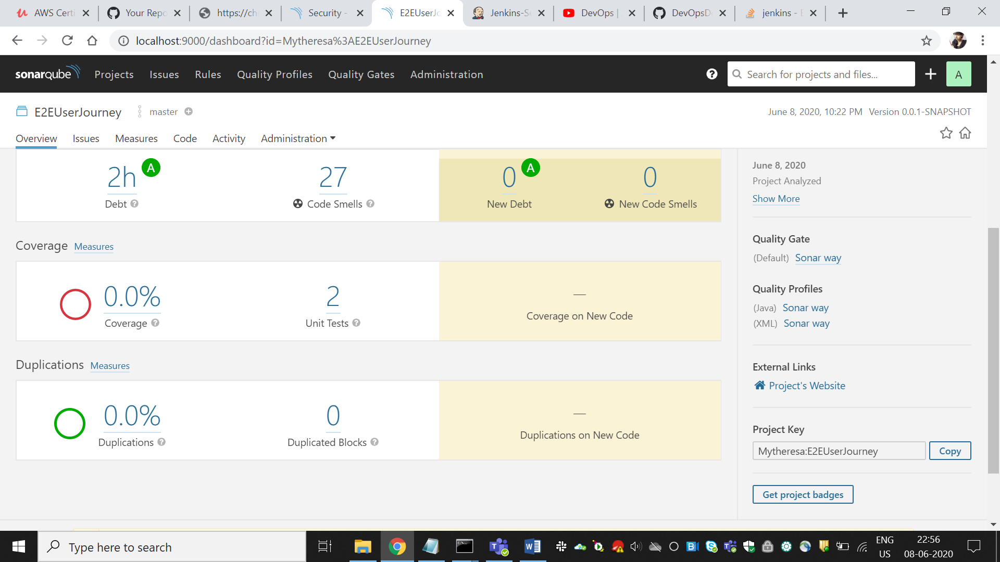 AWS Certi
Your Repo
https://ch
Security -
E2EUserJo
Jenkins-Se
DevOps |
DevOpsD
jenkins - E
localhost:9000/dashboard?id=Mytheresa%3AE2EUserJourney
sonarqube Projects Issues Rules Quality Profiles Quality Gates Administration
Search for projects and files...
A
E2EUserJourney master
June 8, 2020, 10:22 PM Version 0.0.1-SNAPSHOT
Overview Issues Measures Code Activity Administration
2h A
Debt
27
Code Smells
0 A
New Debt
0
New Code Smells
Coverage Measures
0.0%
Coverage
2
Unit Tests
—
Coverage on New Code
Duplications Measures
0.0%
Duplications
0
Duplicated Blocks
—
Duplications on New Code
June 8, 2020
Project Analyzed
Show More
Quality Gate
(Default) Sonar way
Quality Profiles
(Java) Sonar way
(XML) Sonar way
External Links
Project's Website
Project Key
Mytheresa:E2EUserJourney Copy
Get project badges
Type here to search
ENG
US
22:56
08-06-2020